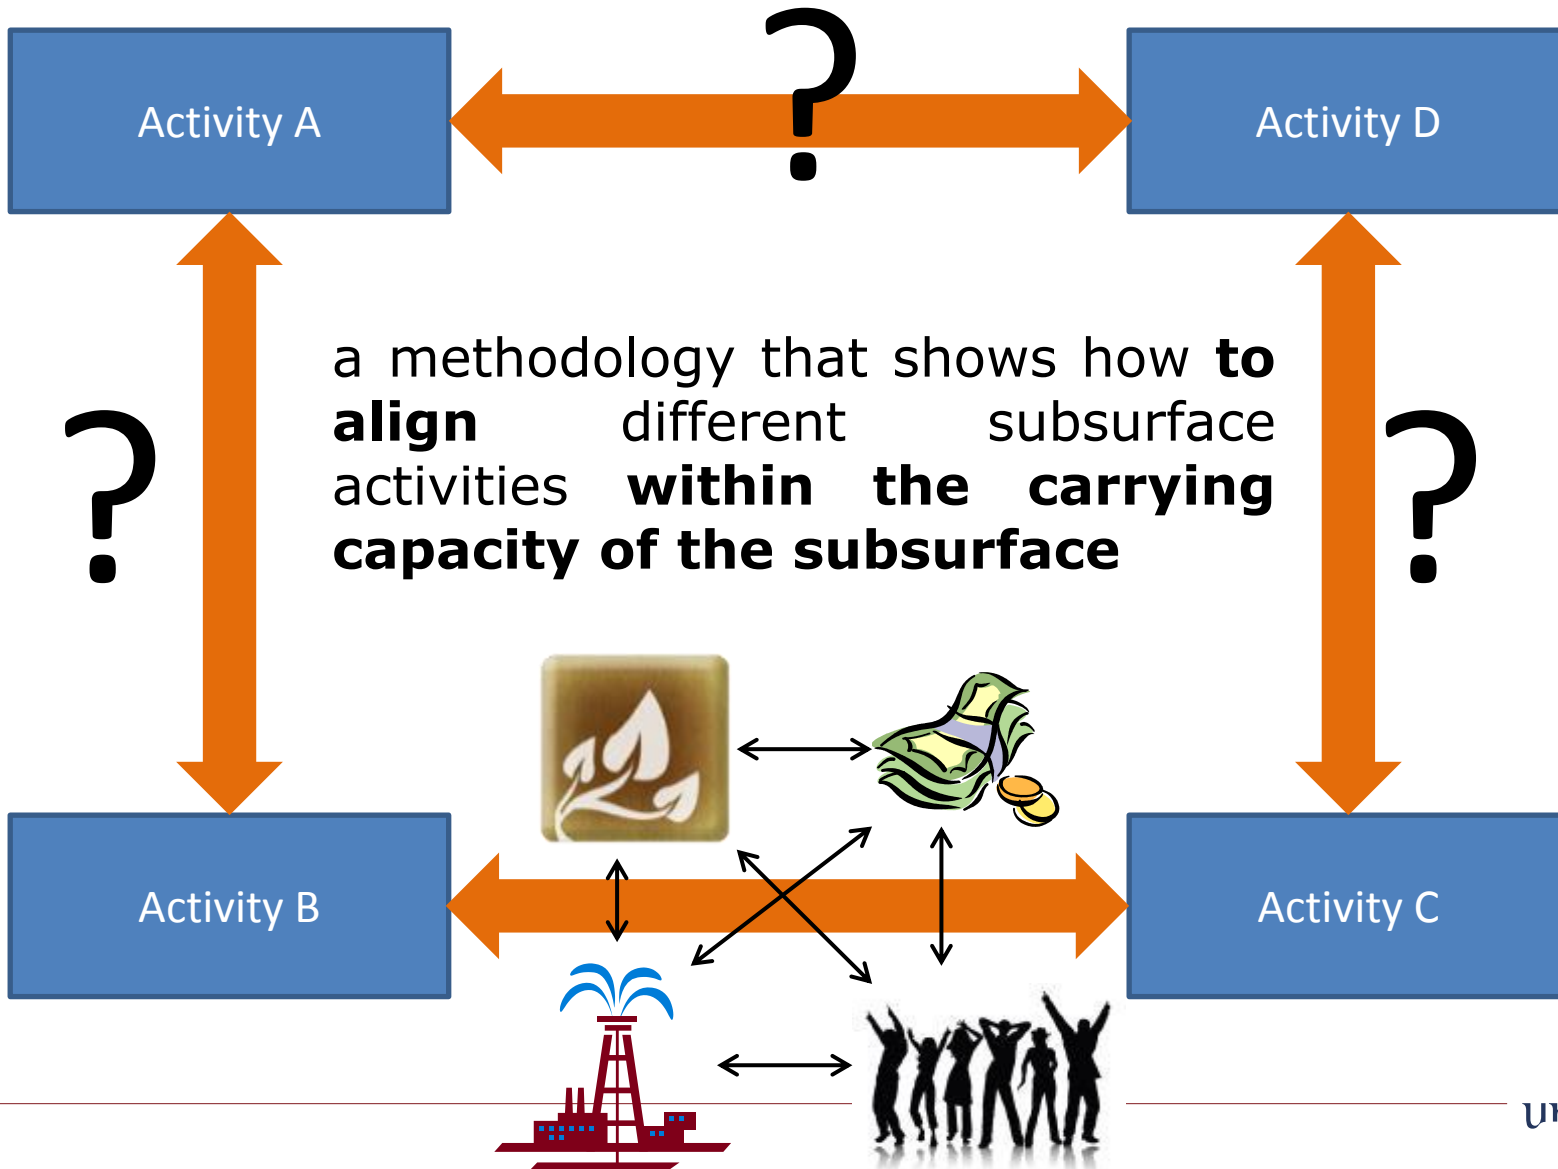 ?
Activity A
Activity D
a methodology that shows how to
align different subsurface
activities within the carrying
capacity of the subsurface
?
?
Activity B
Activity C